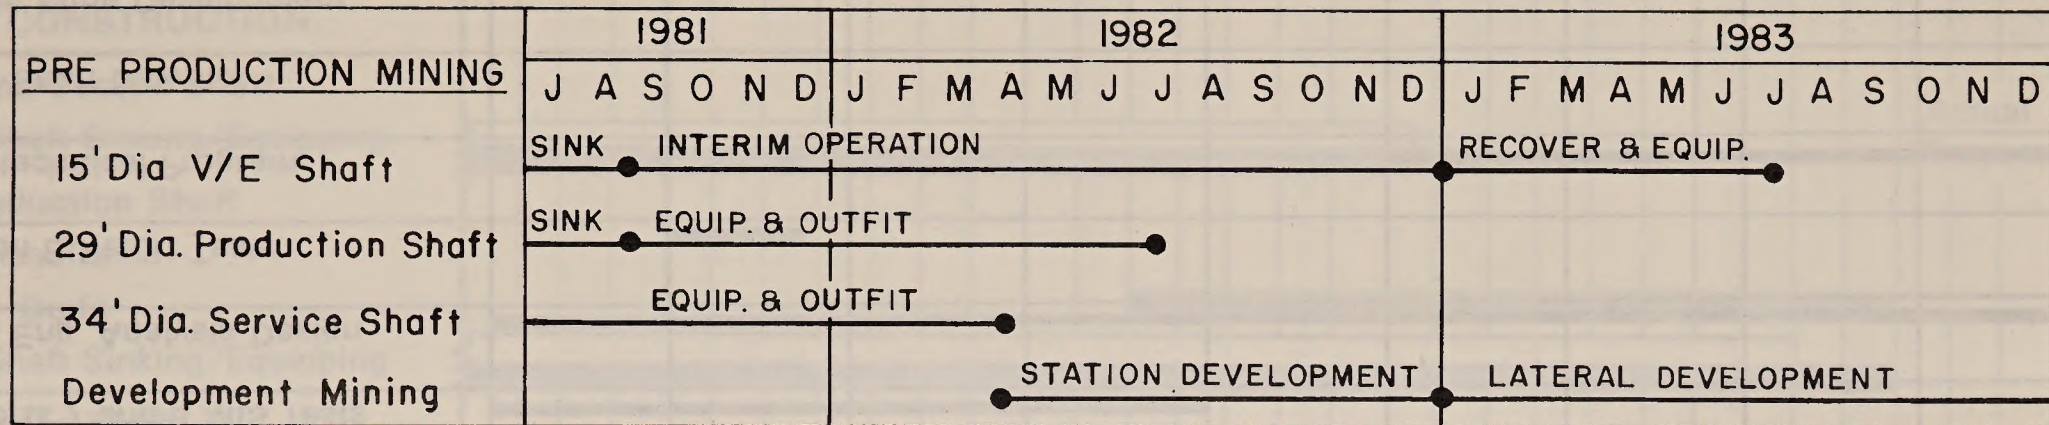 1981 1982 1983
PRE PRODUCTION MINING
J A S O N D J F M A M J J A S O N D J F M A M J J A S O N D
SINK INTERIM OPERATION RECOVER & EQUIP.
15' Dia V/E Shaft
SINK EQUIP. & OUTFIT
29' Dia. Production Shaft
EQUIP. & OUTFIT
34' Dia. Service Shaft
STATION DEVELOPMENT LATERAL DEVELOPMENT
Development Mining